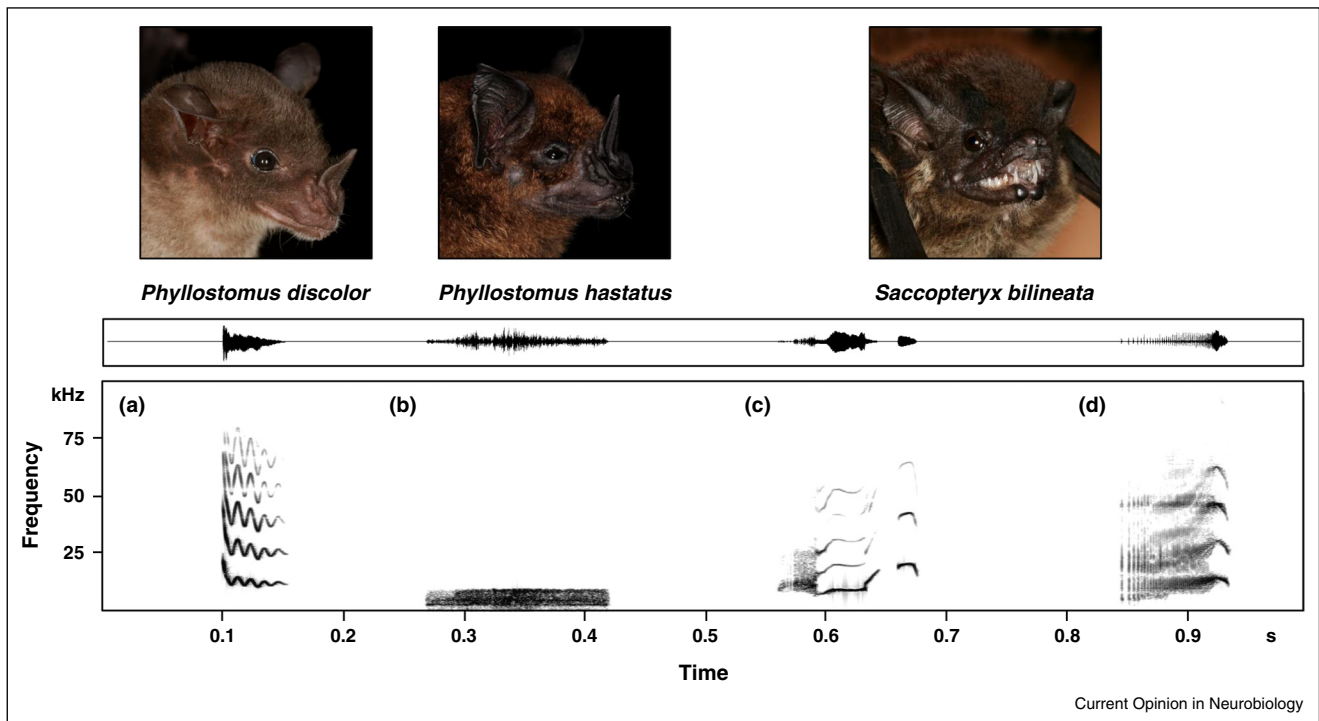 Phyllostomus discolor
Phyllostomus hastatus
Saccopteryx bilineata
kHz
(a)
(b)
(c)
(d)
75
50
25
Frequency
0.1 0.2 0.3 0.4 0.5 0.6 0.7 0.8 0.9 s
Time
Current Opinion in Neurobiology